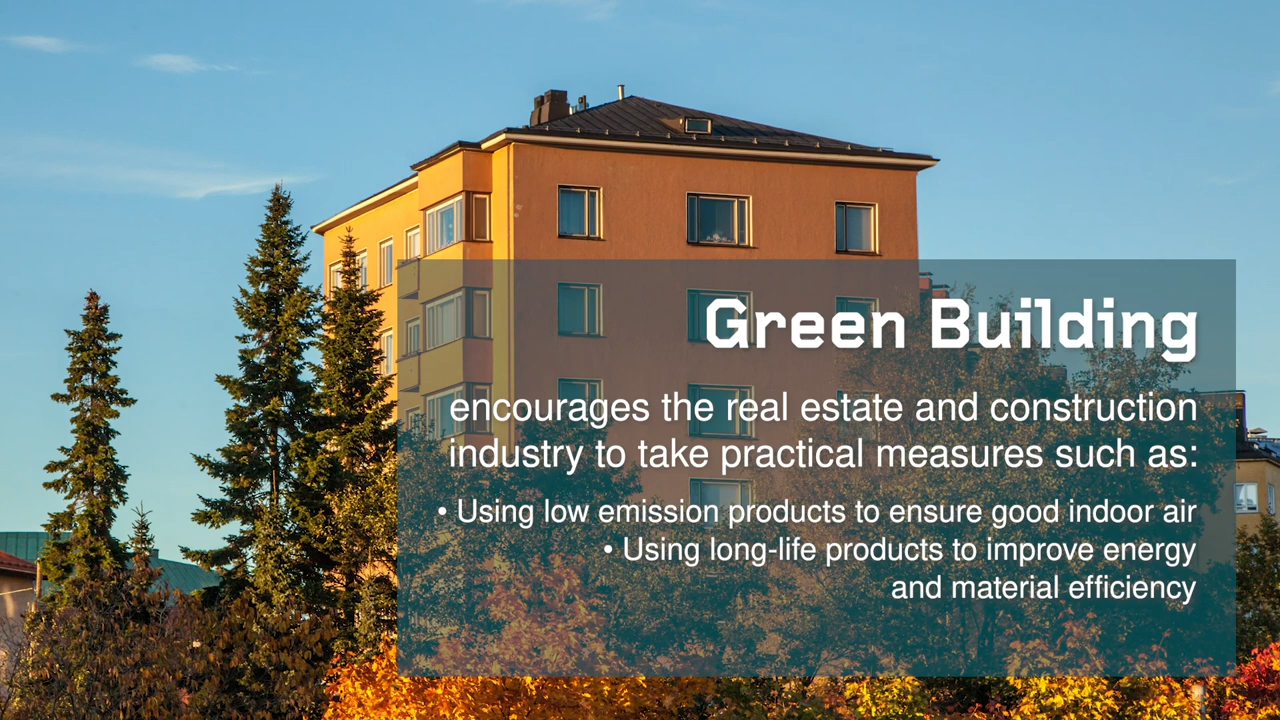 Green Building
encourages the real estate and construction
industry to take practical measures such as:
• Using low emission products to ensure good indoor air
• Using long-life products to improve energy
and material efficiency